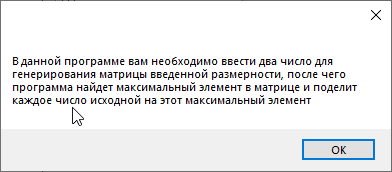 В данной программе вам необходимо ввести два число для
генерирования матрицы введенной размерности, после чего
программа найдет максимальный элемент в матрице и поделит
каждое число исходной на этот максимальный элемент
ОК